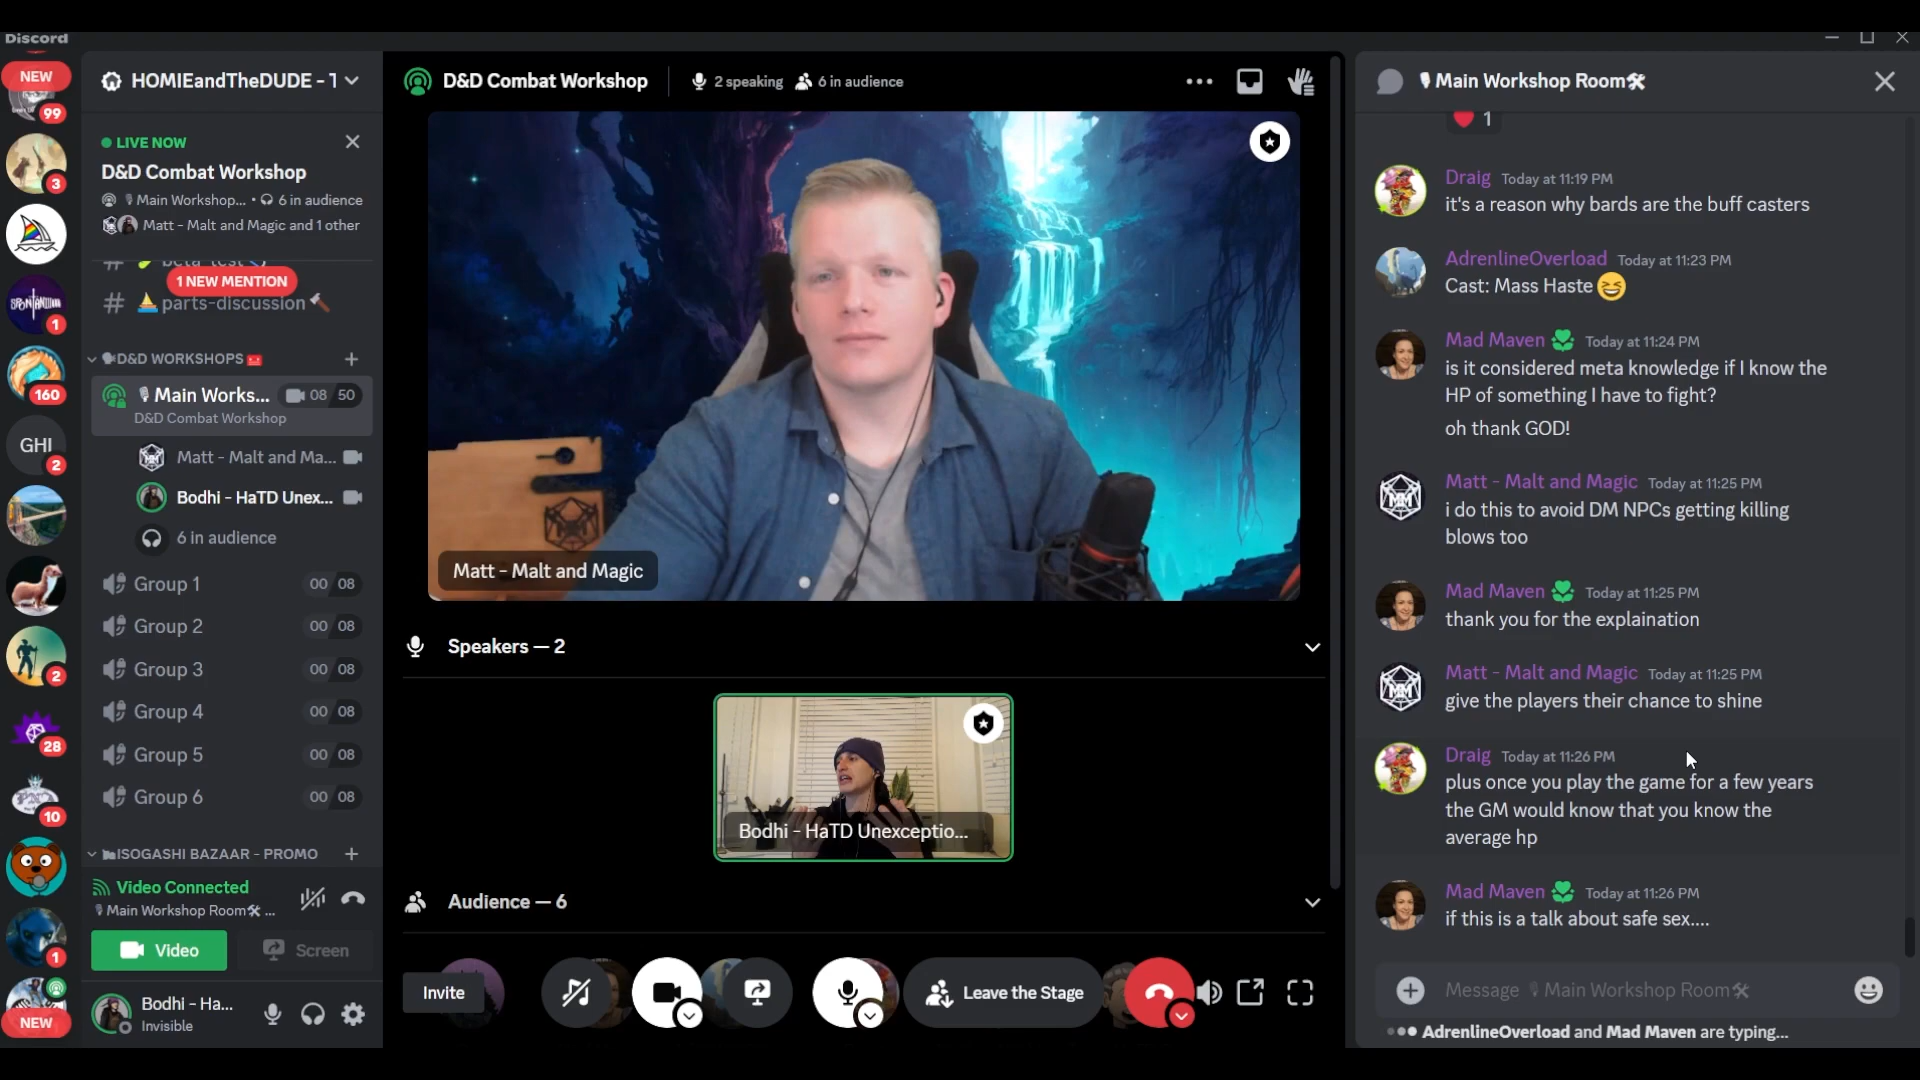 Discord
NEW
99
3
1
160
GHI
2
2
28
10
1
NEW
HOMIEandTheDUDE - 1
LIVE NOW
D&D Combat Workshop
Main Workshop... • 6 in audience
Matt - Malt and Magic and 1 other
beta-test
1 NEW MENTION
parts-discussion
D&D WORKSHOPS
Main Works... 08 50
D&D Combat Workshop
Matt - Malt and Ma...
Bodhi - HaTD Unex...
6 in audience
Group 1 00 08
Group 2 00 08
Group 3 00 08
Group 4 00 08
Group 5 00 08
Group 6 00 08
ISOGASHI BAZAAR - PROMO
Video Connected
Main Workshop Room ...
Video Screen
Bodhi - Ha...
Invisible
D&D Combat Workshop 2 speaking 6 in audience
Matt - Malt and Magic
Speakers — 2
Bodhi - HaTD Unexceptio...
Audience — 6
Invite
Leave the Stage
Main Workshop Room
1
Draig Today at 11:19 PM
it's a reason why bards are the buff casters
AdrenlineOverload Today at 11:23 PM
Cast: Mass Haste
Mad Maven Today at 11:24 PM
is it considered meta knowledge if I know the
HP of something I have to fight?
oh thank GOD!
Matt - Malt and Magic Today at 11:25 PM
i do this to avoid DM NPCs getting killing
blows too
Mad Maven Today at 11:25 PM
thank you for the explaination
Matt - Malt and Magic Today at 11:25 PM
give the players their chance to shine
Draig Today at 11:26 PM
plus once you play the game for a few years
the GM would know that you know the
average hp
Mad Maven Today at 11:26 PM
if this is a talk about safe sex....
Message Main Workshop Room
AdrenlineOverload and Mad Maven are typing...